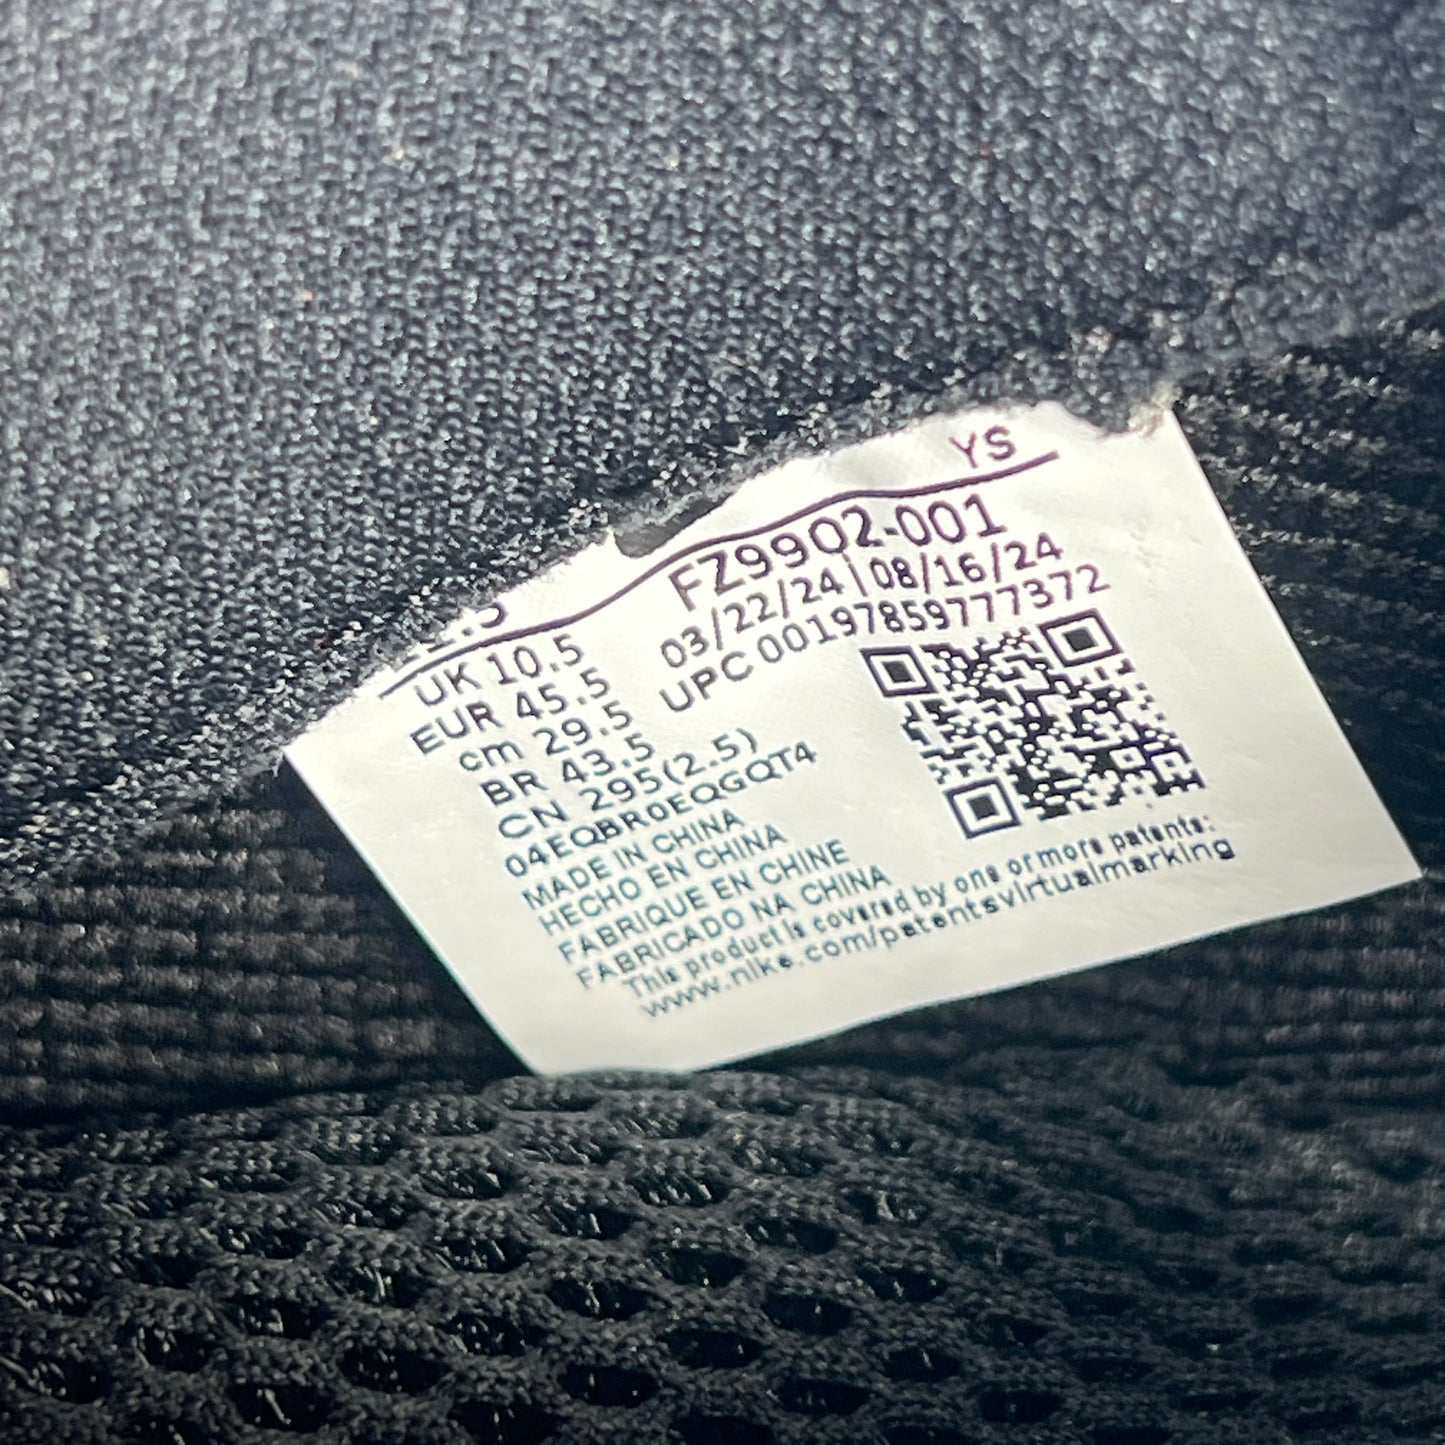 YS
FZ9902-001
03/22/24 | 08/16/24
UPC 00197859777372
UK 10.5
EUR 45.5
cm 29.5
BR 43.5
CN 295(2.5)
04EQBR0EQGQT4
MADE IN CHINA
HECHO EN CHINA
FABRIQUE EN CHINE
FABRICADO NA CHINA
This product is covered by one or more patents:
www.nike.com/patentsvirtualmarking